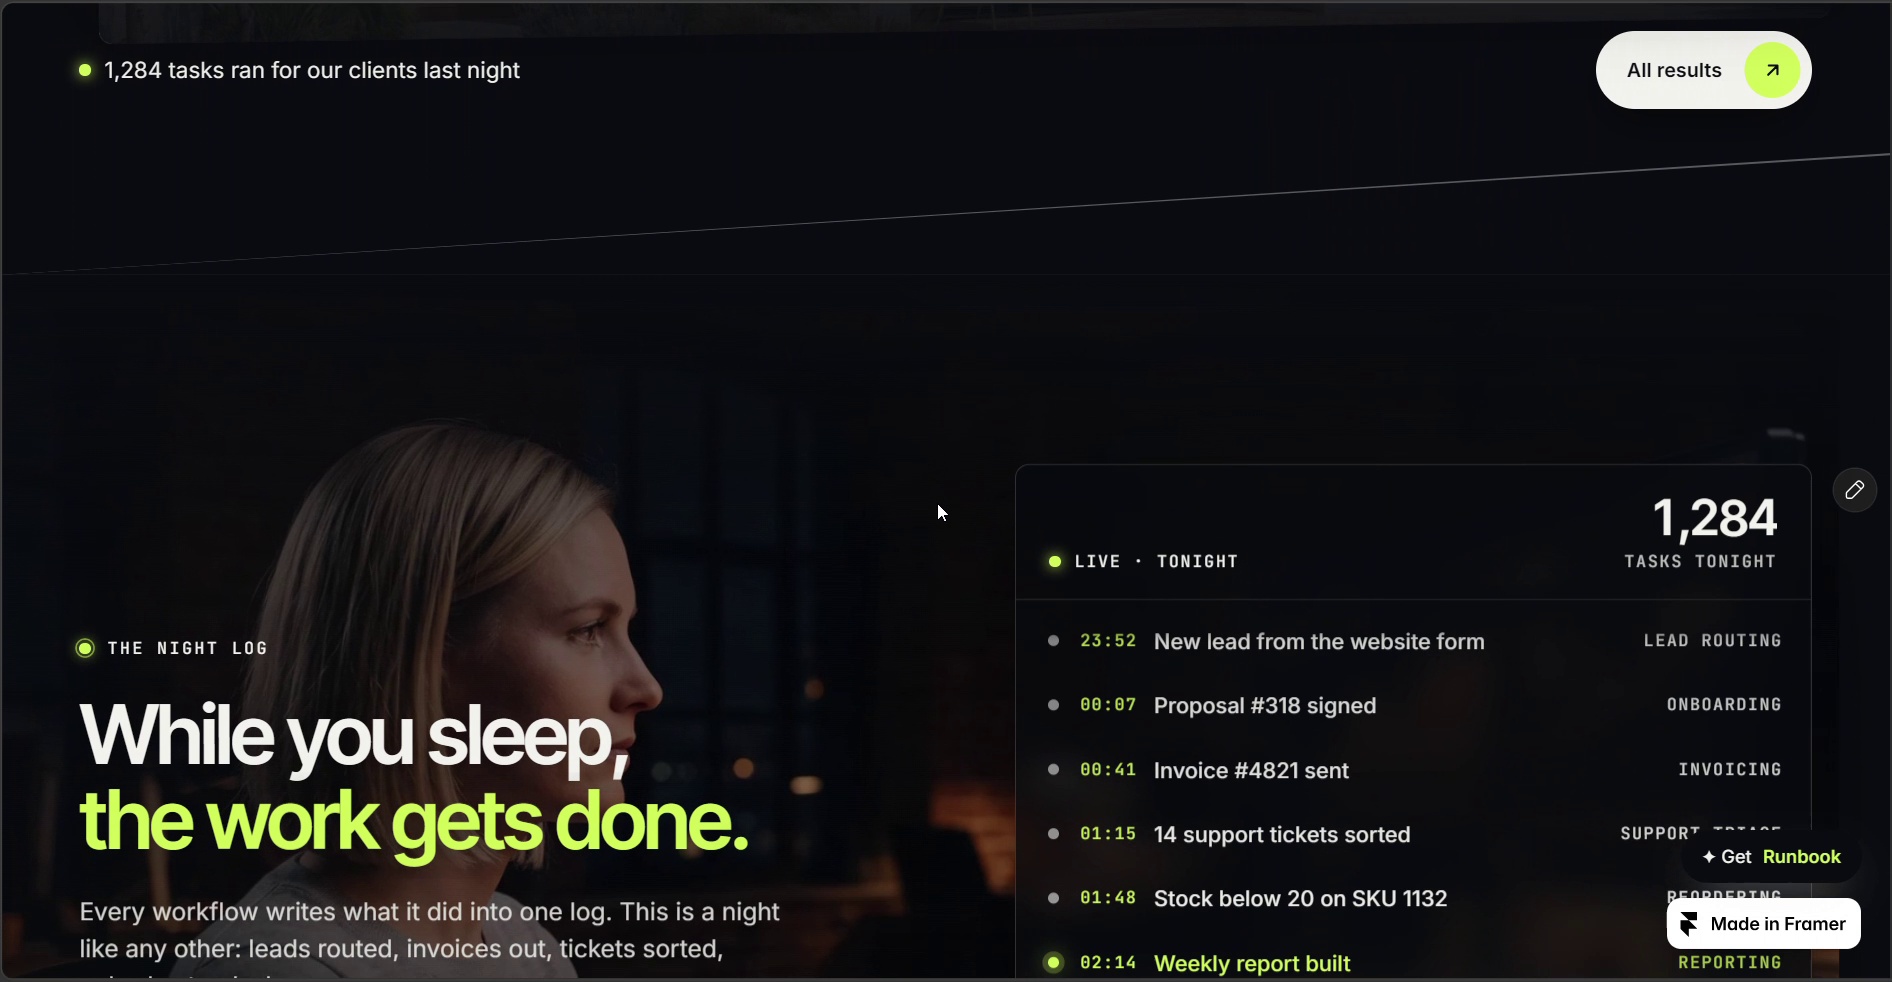 1,284 tasks ran for our clients last night
All results
THE NIGHT LOG
While you sleep,
the work gets done.
Every workflow writes what it did into one log. This is a night
like any other: leads routed, invoices out, tickets sorted,
1,284
LIVE · TONIGHT
TASKS TONIGHT
23:52 New lead from the website form LEAD ROUTING
00:07 Proposal #318 signed ONBOARDING
00:41 Invoice #4821 sent INVOICING
01:15 14 support tickets sorted SUPPORT TRIAGE
01:48 Stock below 20 on SKU 1132 REORDERING
02:14 Weekly report built REPORTING
Get Runbook
Made in Framer